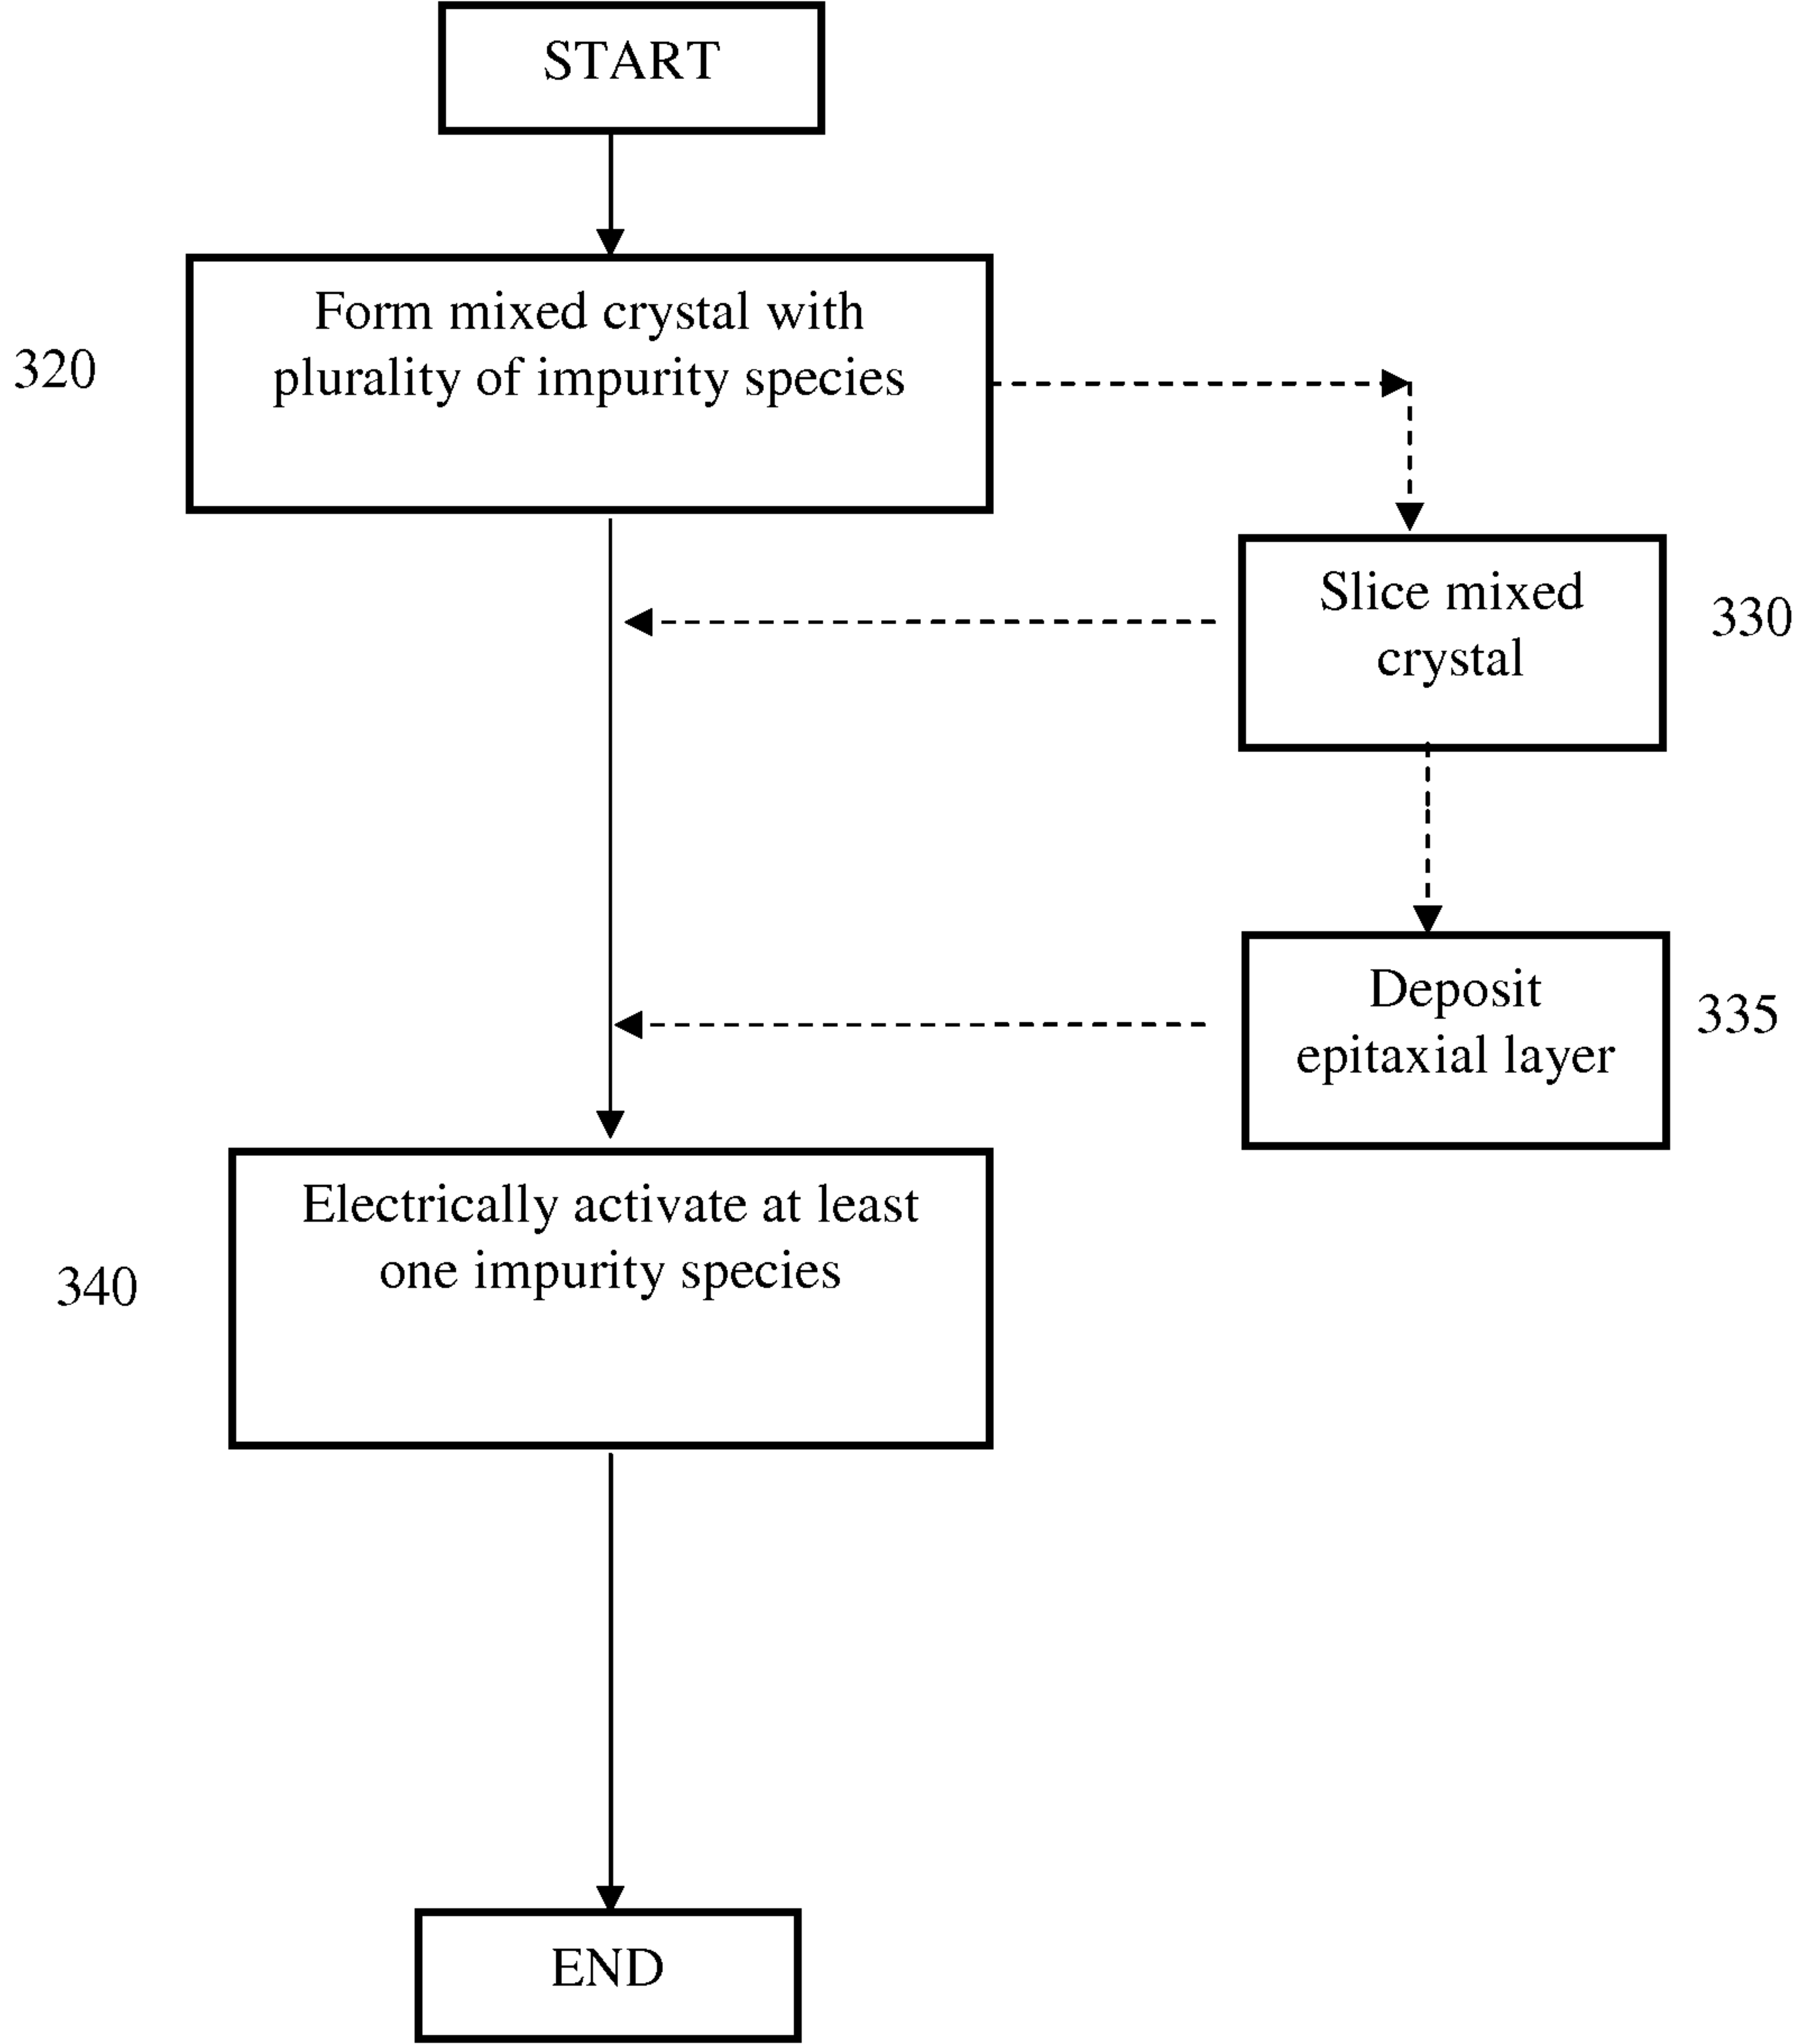 START
320
Form mixed crystal with
plurality of impurity species
Slice mixed
crystal
330
Deposit
epitaxial layer
335
340
Electrically activate at least
one impurity species
END